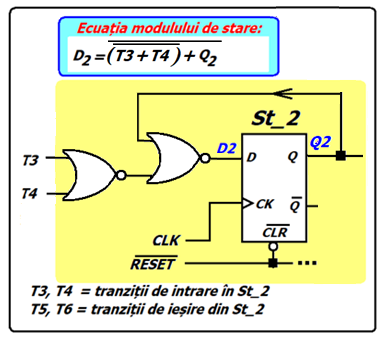 Ecuația modulului de stare:
D2 = (T3 + T4) + Q2
St_2
D2
Q2
D
Q
T3
T4
CK
Q
CLR
CLK
RESET
...
T3, T4 = tranziții de intrare în St_2
T5, T6 = tranziții de ieșire din St_2